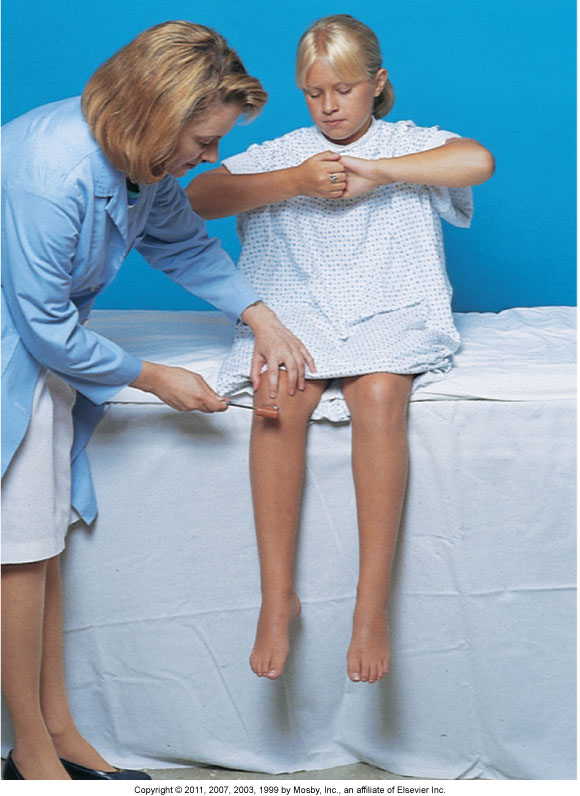 Copyright © 2011, 2007, 2003, 1999 by Mosby, Inc., an affiliate of Elsevier Inc.